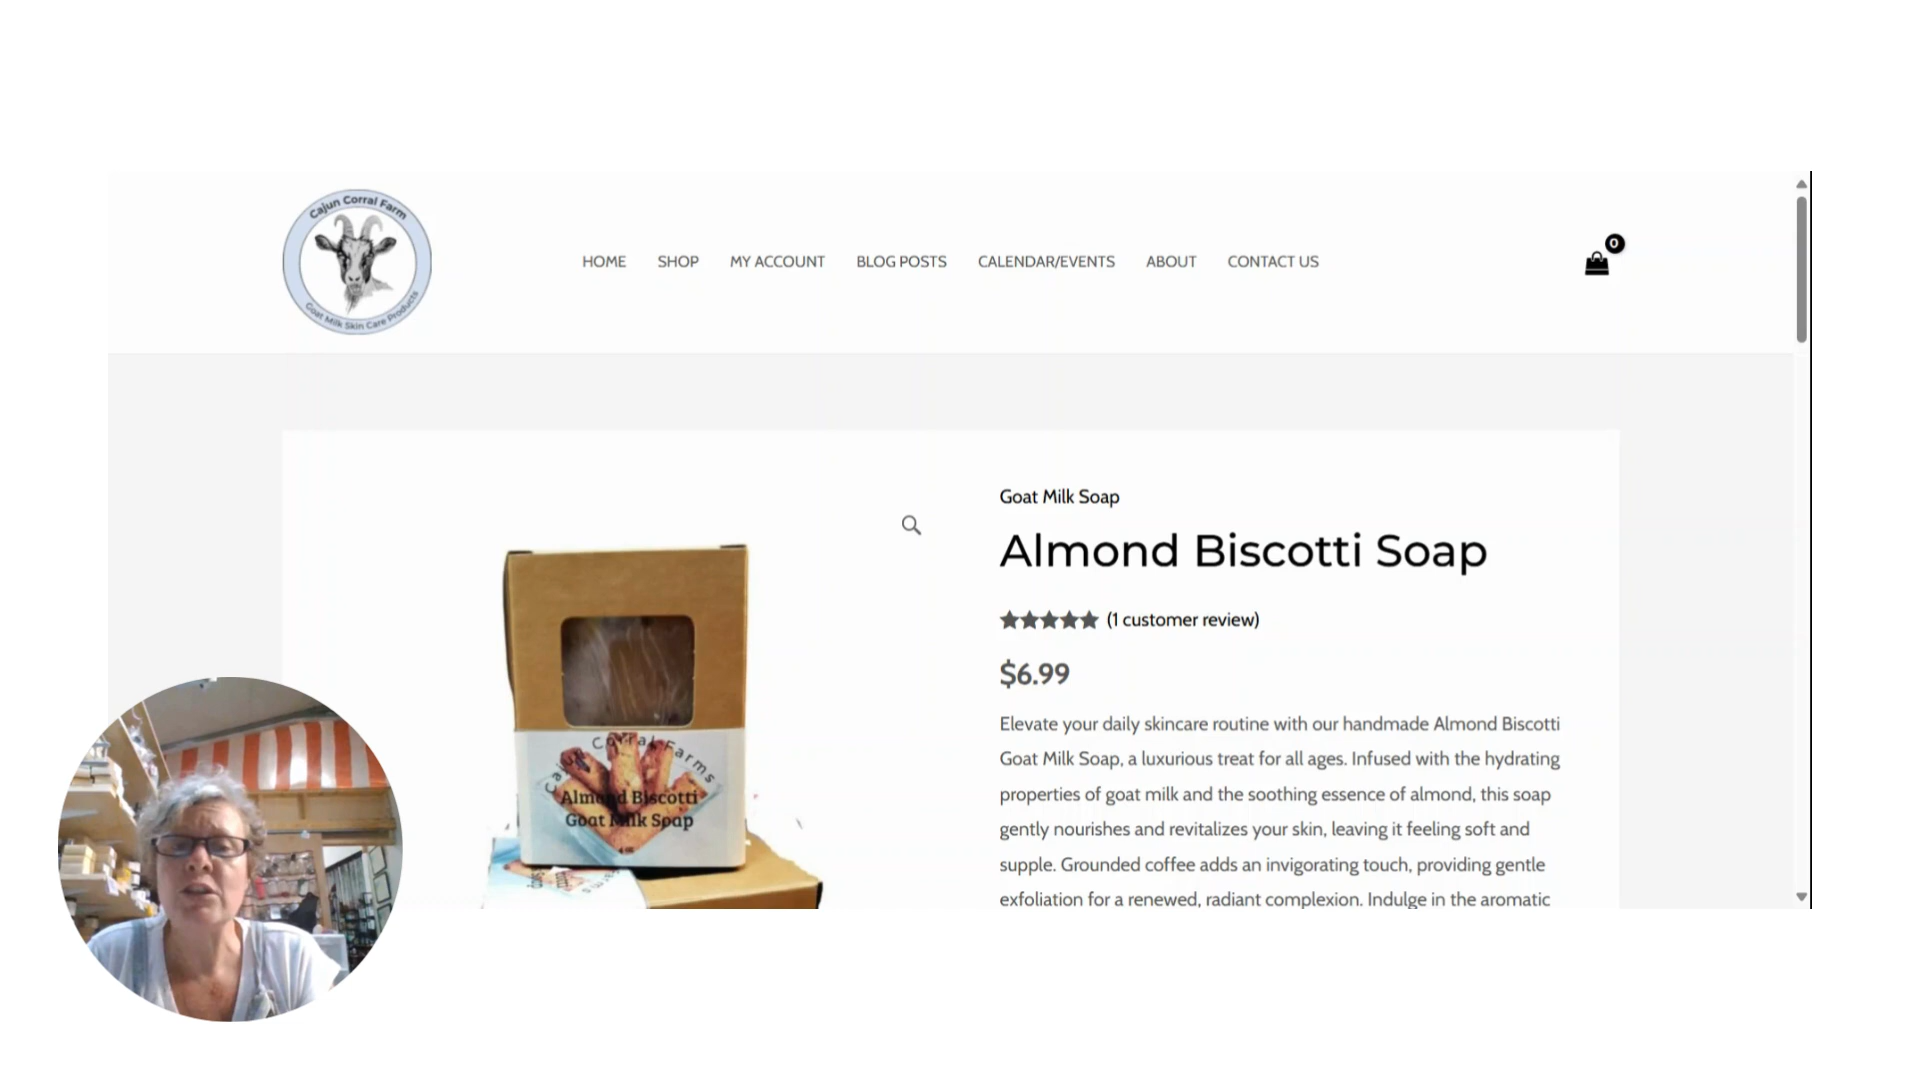 Cajun Corral Farm
Goat Milk Skin Care Products
HOME SHOP MY ACCOUNT BLOG POSTS CALENDAR/EVENTS ABOUT CONTACT US
0
Goat Milk Soap
Almond Biscotti Soap
(1 customer review)
$6.99
Elevate your daily skincare routine with our handmade Almond Biscotti
Goat Milk Soap, a luxurious treat for all ages. Infused with the hydrating
properties of goat milk and the soothing essence of almond, this soap
gently nourishes and revitalizes your skin, leaving it feeling soft and
supple. Grounded coffee adds an invigorating touch, providing gentle
exfoliation for a renewed, radiant complexion. Indulge in the aromatic
Cajun Corral Farms
Almond Biscotti
Goat Milk Soap